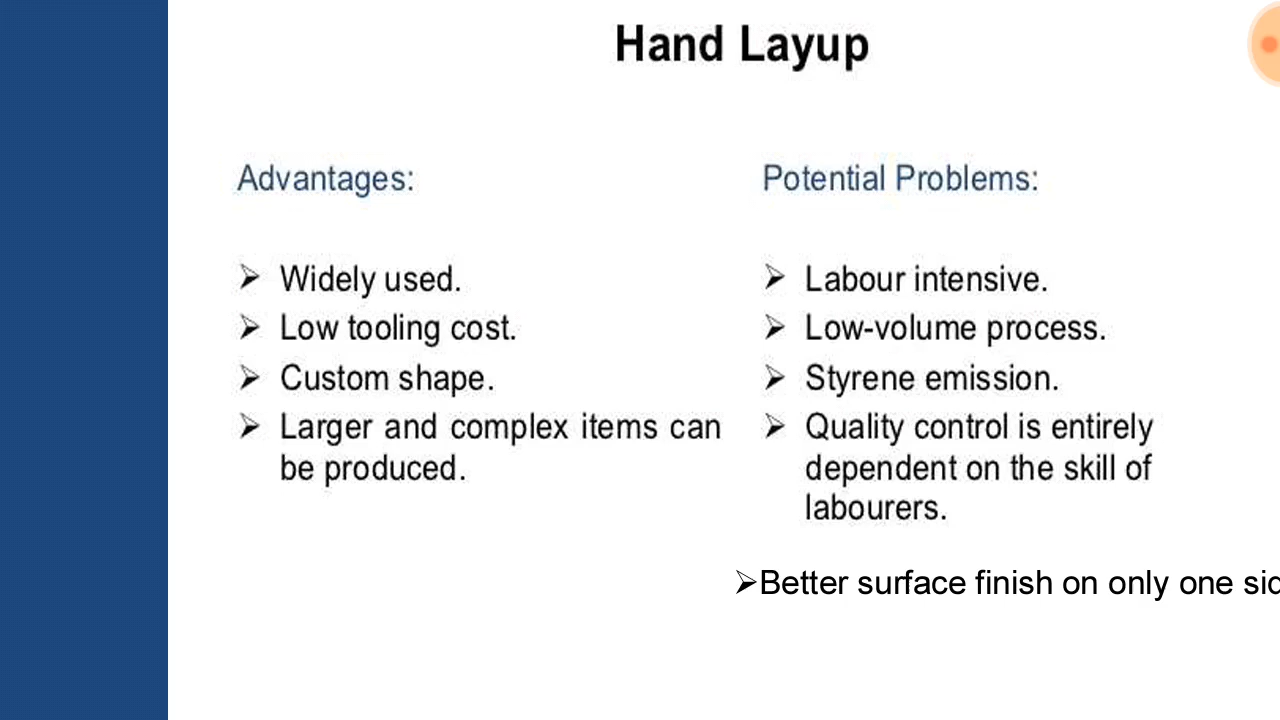 Hand Layup
Advantages:
➢ Widely used.
➢ Low tooling cost.
➢ Custom shape.
➢ Larger and complex items can
be produced.
Potential Problems:
➢ Labour intensive.
➢ Low-volume process.
➢ Styrene emission.
➢ Quality control is entirely
dependent on the skill of
labourers.
➢Better surface finish on only one